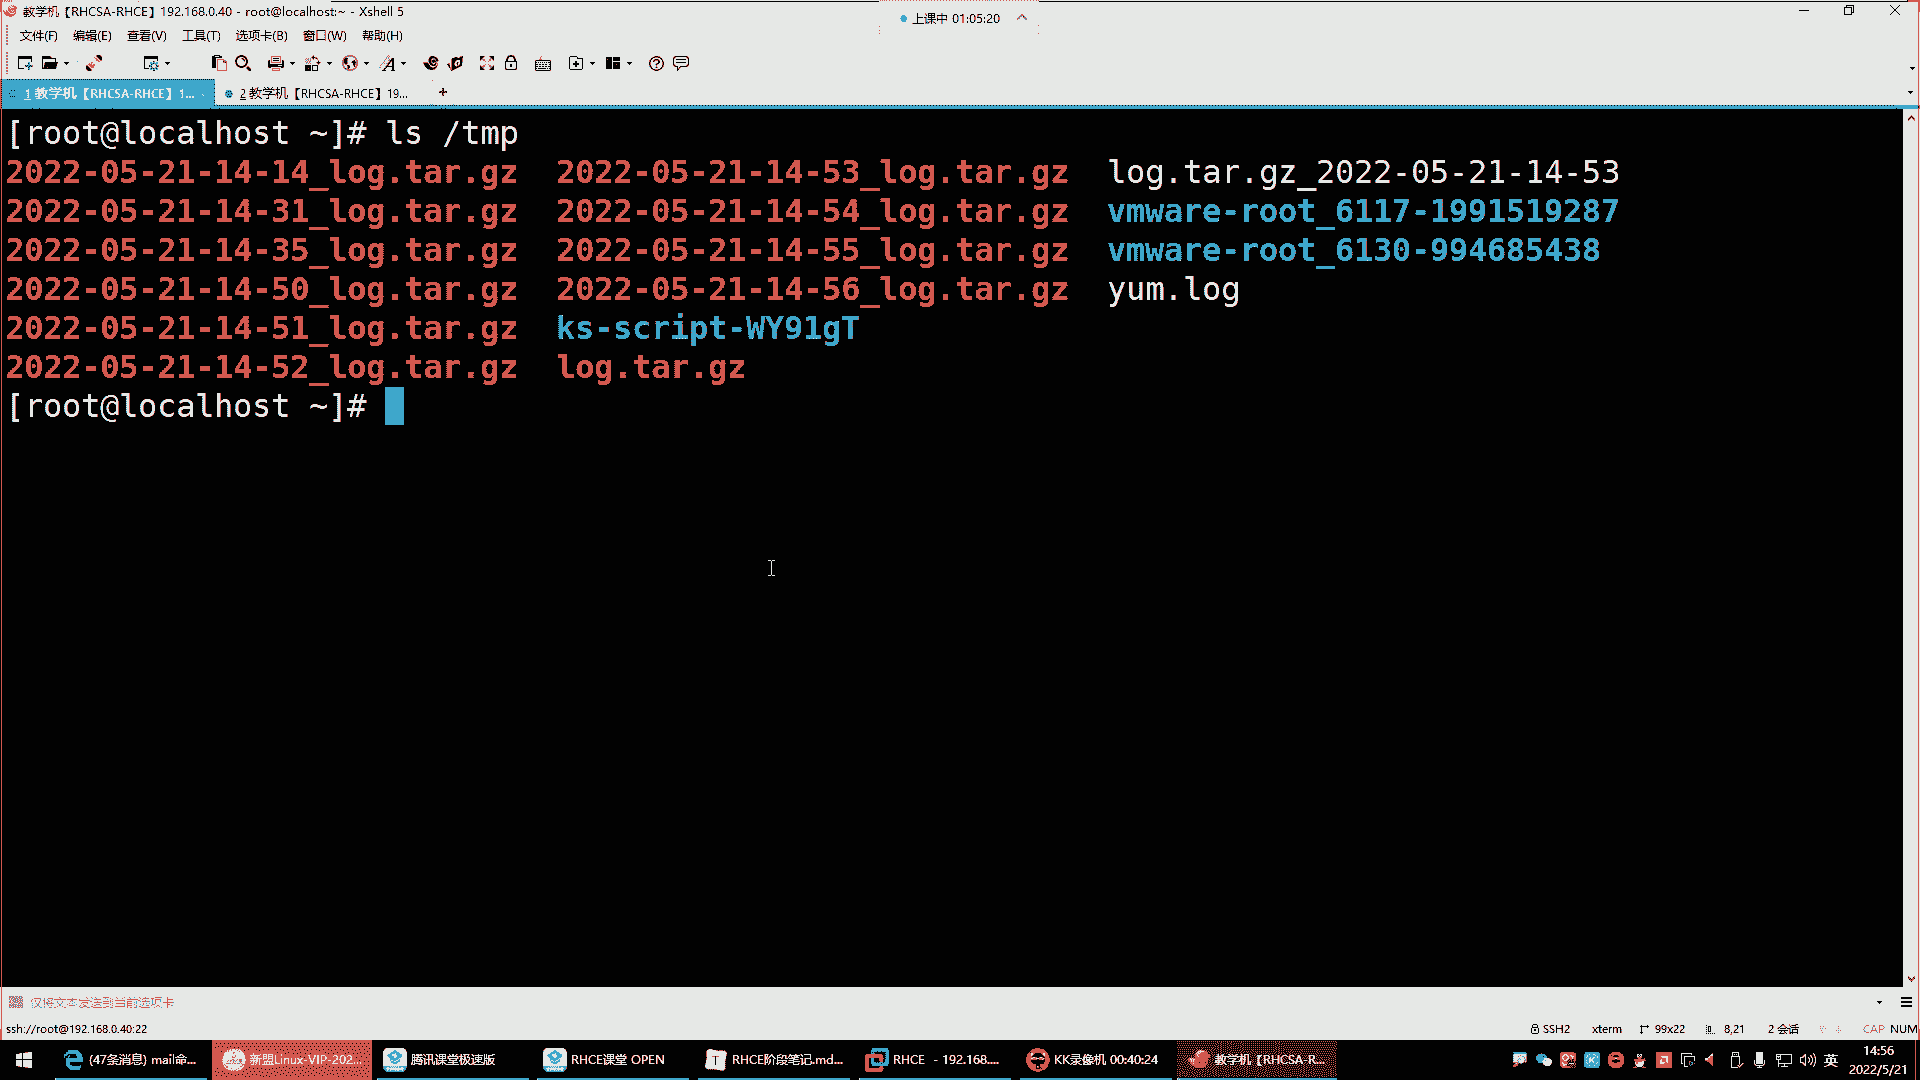 教学机【RHCSA-RHCE】192.168.0.40 - root@localhost:~ - Xshell 5
上课中 01:05:20
文件(F) 编辑(E) 查看(V) 工具(T) 选项卡(B) 窗口(W) 帮助(H)
1 教学机【RHCSA-RHCE】1... 2 教学机【RHCSA-RHCE】19... +
[root@localhost ~]# ls /tmp
2022-05-21-14-14_log.tar.gz 2022-05-21-14-53_log.tar.gz log.tar.gz_2022-05-21-14-53
2022-05-21-14-31_log.tar.gz 2022-05-21-14-54_log.tar.gz vmware-root_6117-1991519287
2022-05-21-14-35_log.tar.gz 2022-05-21-14-55_log.tar.gz vmware-root_6130-994685438
2022-05-21-14-50_log.tar.gz 2022-05-21-14-56_log.tar.gz yum.log
2022-05-21-14-51_log.tar.gz ks-script-WY91gT
2022-05-21-14-52_log.tar.gz log.tar.gz
[root@localhost ~]#
仅将文本发送到当前选项卡
ssh://root@192.168.0.40:22 SSH2 xterm 99x22 8,21 2 会话 CAP NUM
(47条消息) mail命... 新盟Linux-VIP-202... 腾讯课堂极速版 RHCE课堂 OPEN RHCE阶段笔记.md... RHCE - 192.168.... KK录像机 00:40:24 教学机【RHCSA-R... 英 14:56
2022/5/21